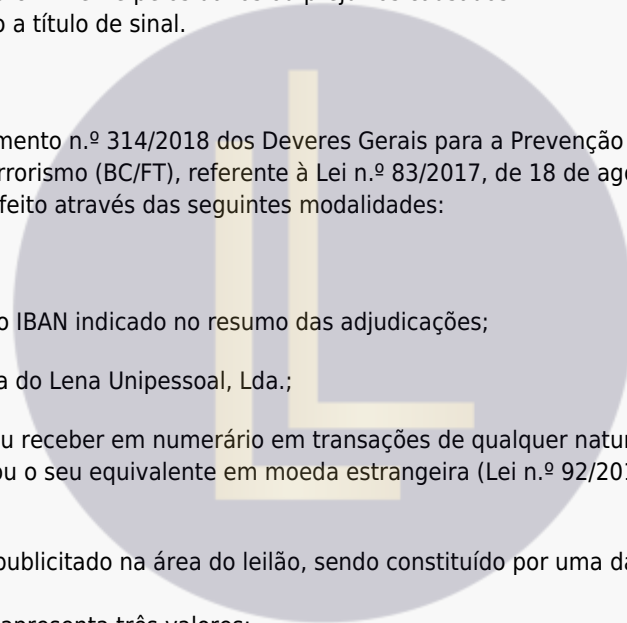 o a título de sinal.
mento n.º 314/2018 dos Deveres Gerais para a Prevenção
rrorismo (BC/FT), referente à Lei n.º 83/2017, de 18 de ag
feito através das seguintes modalidades:
o IBAN indicado no resumo das adjudicações;
a do Lena Unipessoal, Lda.;
u receber em numerário em transações de qualquer natu
ou o seu equivalente em moeda estrangeira (Lei n.º 92/20
publicitado na área do leilão, sendo constituído por uma d
apresenta três valores: